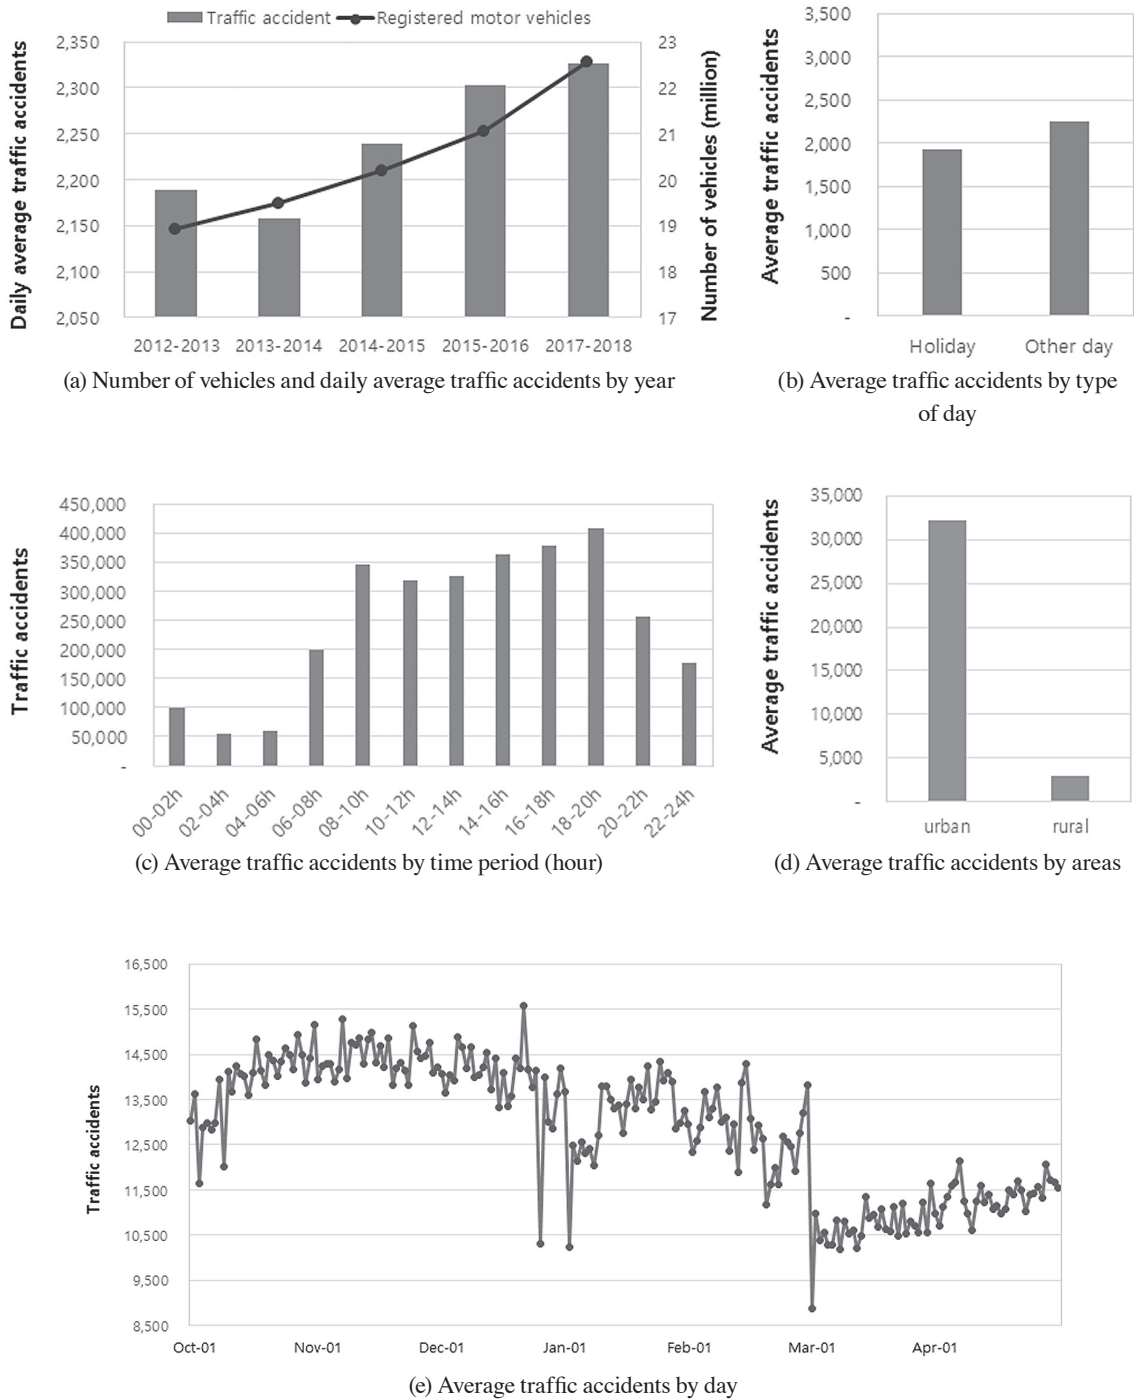 Traffic accident Registered motor vehicles
Daily average traffic accidents
2,350
2,300
2,250
2,200
2,150
2,100
2,050
23
22
21
20
19
18
17
Number of vehicles (million)
2012-2013 2013-2014 2014-2015 2015-2016 2017-2018
(a) Number of vehicles and daily average traffic accidents by year
Average traffic accidents
3,500
3,000
2,500
2,000
1,500
1,000
500
-
Holiday Other day
(b) Average traffic accidents by type
of day
Traffic accidents
450,000
400,000
350,000
300,000
250,000
200,000
150,000
100,000
50,000
-
00-02h 02-04h 04-06h 06-08h 08-10h 10-12h 12-14h 14-16h 16-18h 18-20h 20-22h 22-24h
(c) Average traffic accidents by time period (hour)
Average traffic accidents
35,000
30,000
25,000
20,000
15,000
10,000
5,000
-
urban rural
(d) Average traffic accidents by areas
Traffic accidents
16,500
15,500
14,500
13,500
12,500
11,500
10,500
9,500
8,500
Oct-01 Nov-01 Dec-01 Jan-01 Feb-01 Mar-01 Apr-01
(e) Average traffic accidents by day